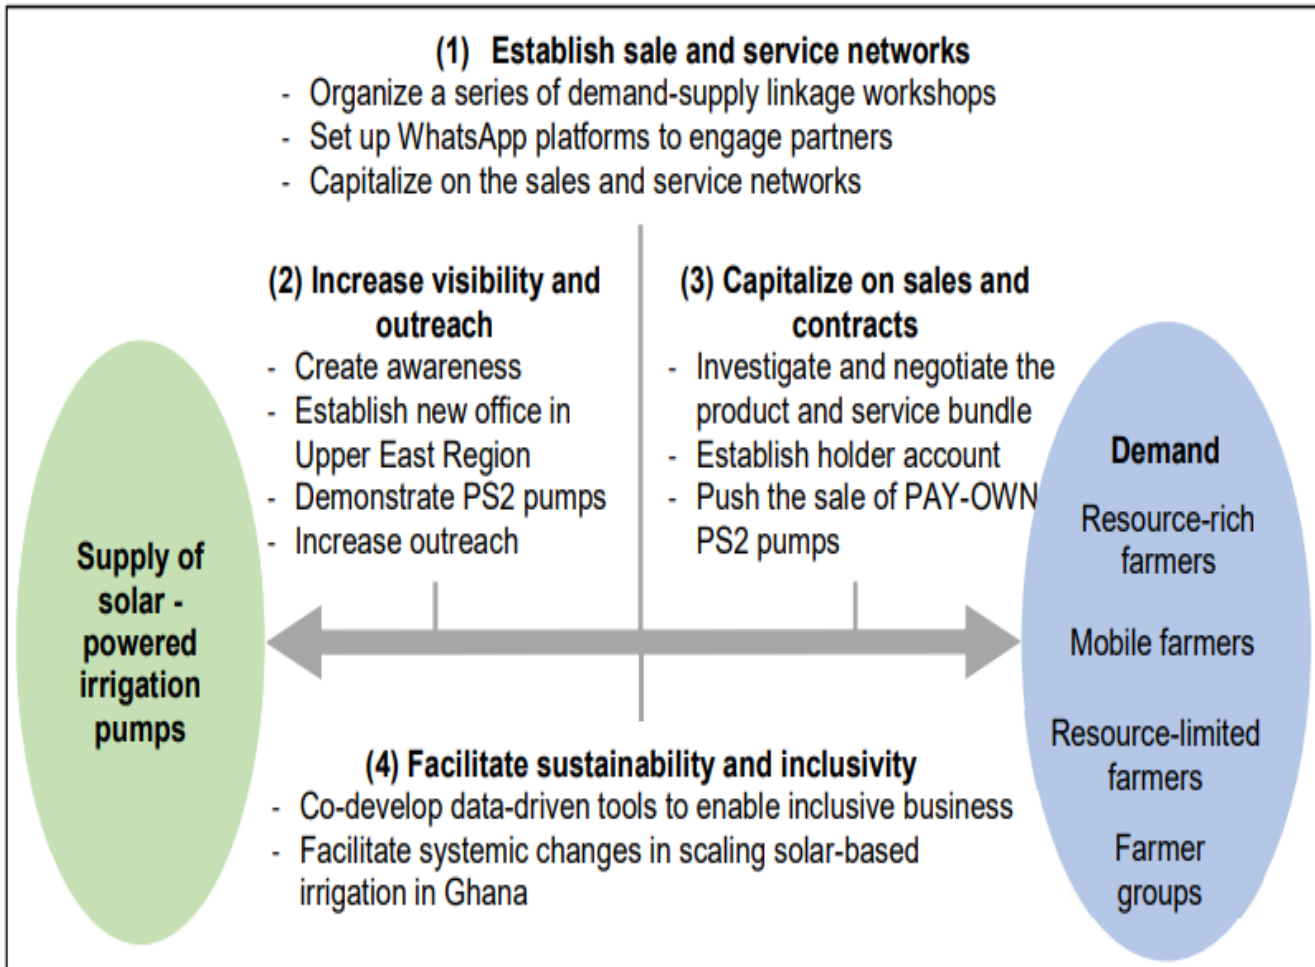 (1) Establish sale and service networks
- Organize a series of demand-supply linkage workshops
- Set up WhatsApp platforms to engage partners
- Capitalize on the sales and service networks
(2) Increase visibility and
outreach
- Create awareness
- Establish new office in
Upper East Region
- Demonstrate PS2 pumps
- Increase outreach
(3) Capitalize on sales and
contracts
- Investigate and negotiate the
product and service bundle
- Establish holder account
- Push the sale of PAY-OWN
PS2 pumps
Supply of
solar -
powered
irrigation
pumps
Demand
Resource-rich
farmers
Mobile farmers
Resource-limited
farmers
Farmer
groups
(4) Facilitate sustainability and inclusivity
- Co-develop data-driven tools to enable inclusive business
- Facilitate systemic changes in scaling solar-based
irrigation in Ghana